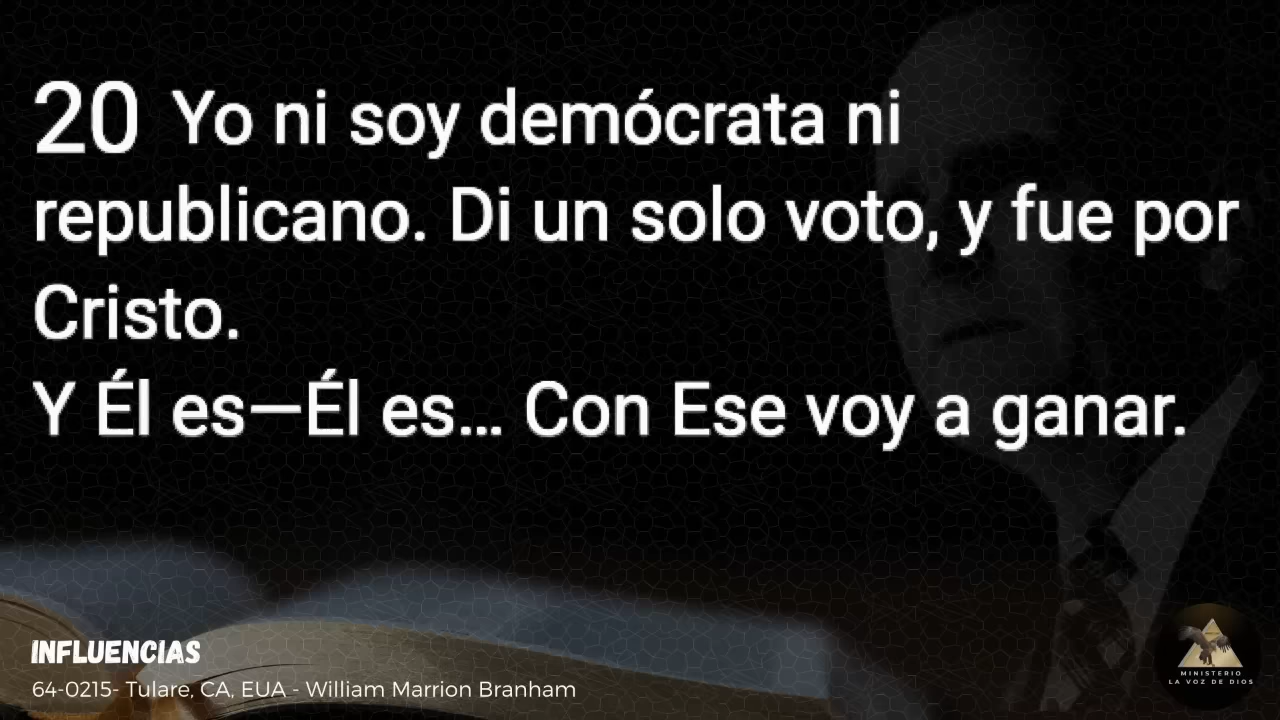 20 Yo ni soy demócrata ni
republicano. Di un solo voto, y fue por
Cristo.
Y Él es—Él es... Con Ese voy a ganar.
INFLUENCIAS
64-0215- Tulare, CA, EUA - William Marrion Branham
MINISTERIO
LA VOZ DE DIOS